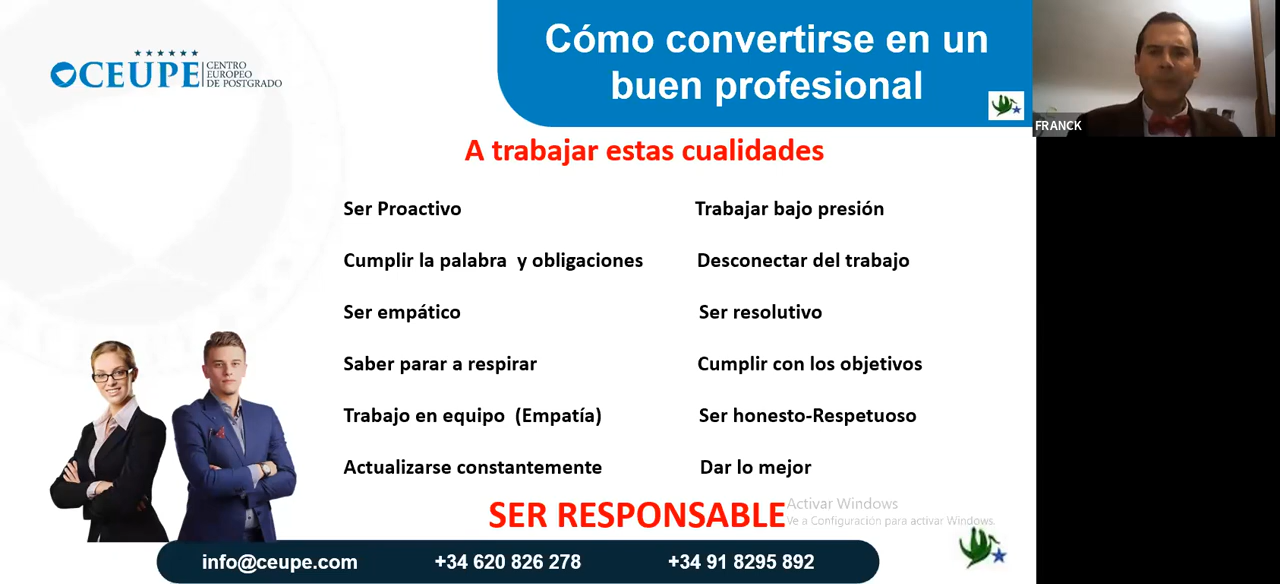 CEUPE
CENTRO
EUROPEO
DE POSTGRADO
Cómo convertirse en un
buen profesional
FRANCK
A trabajar estas cualidades
Ser Proactivo
Trabajar bajo presión
Cumplir la palabra y obligaciones
Desconectar del trabajo
Ser empático
Ser resolutivo
Saber parar a respirar
Cumplir con los objetivos
Trabajo en equipo (Empatía)
Ser honesto-Respetuoso
Actualizarse constantemente
Dar lo mejor
SER RESPONSABLE
Activar Windows
Ve a Configuración para activar Windows.
info@ceupe.com
+34 620 826 278
+34 91 8295 892